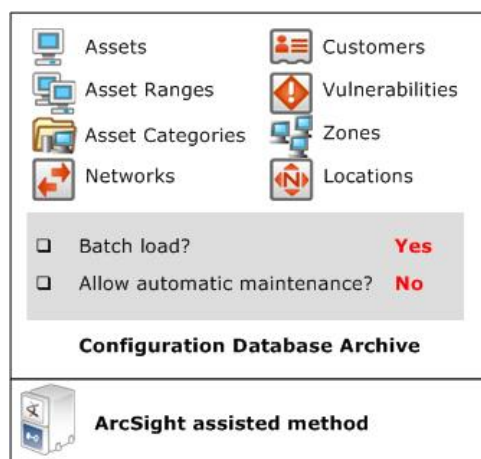 Assets
Customers
Asset Ranges
Vulnerabilities
Asset Categories
Zones
Networks
N
Locations
Batch load? Yes
Allow automatic maintenance? No
Configuration Database Archive
ArcSight assisted method